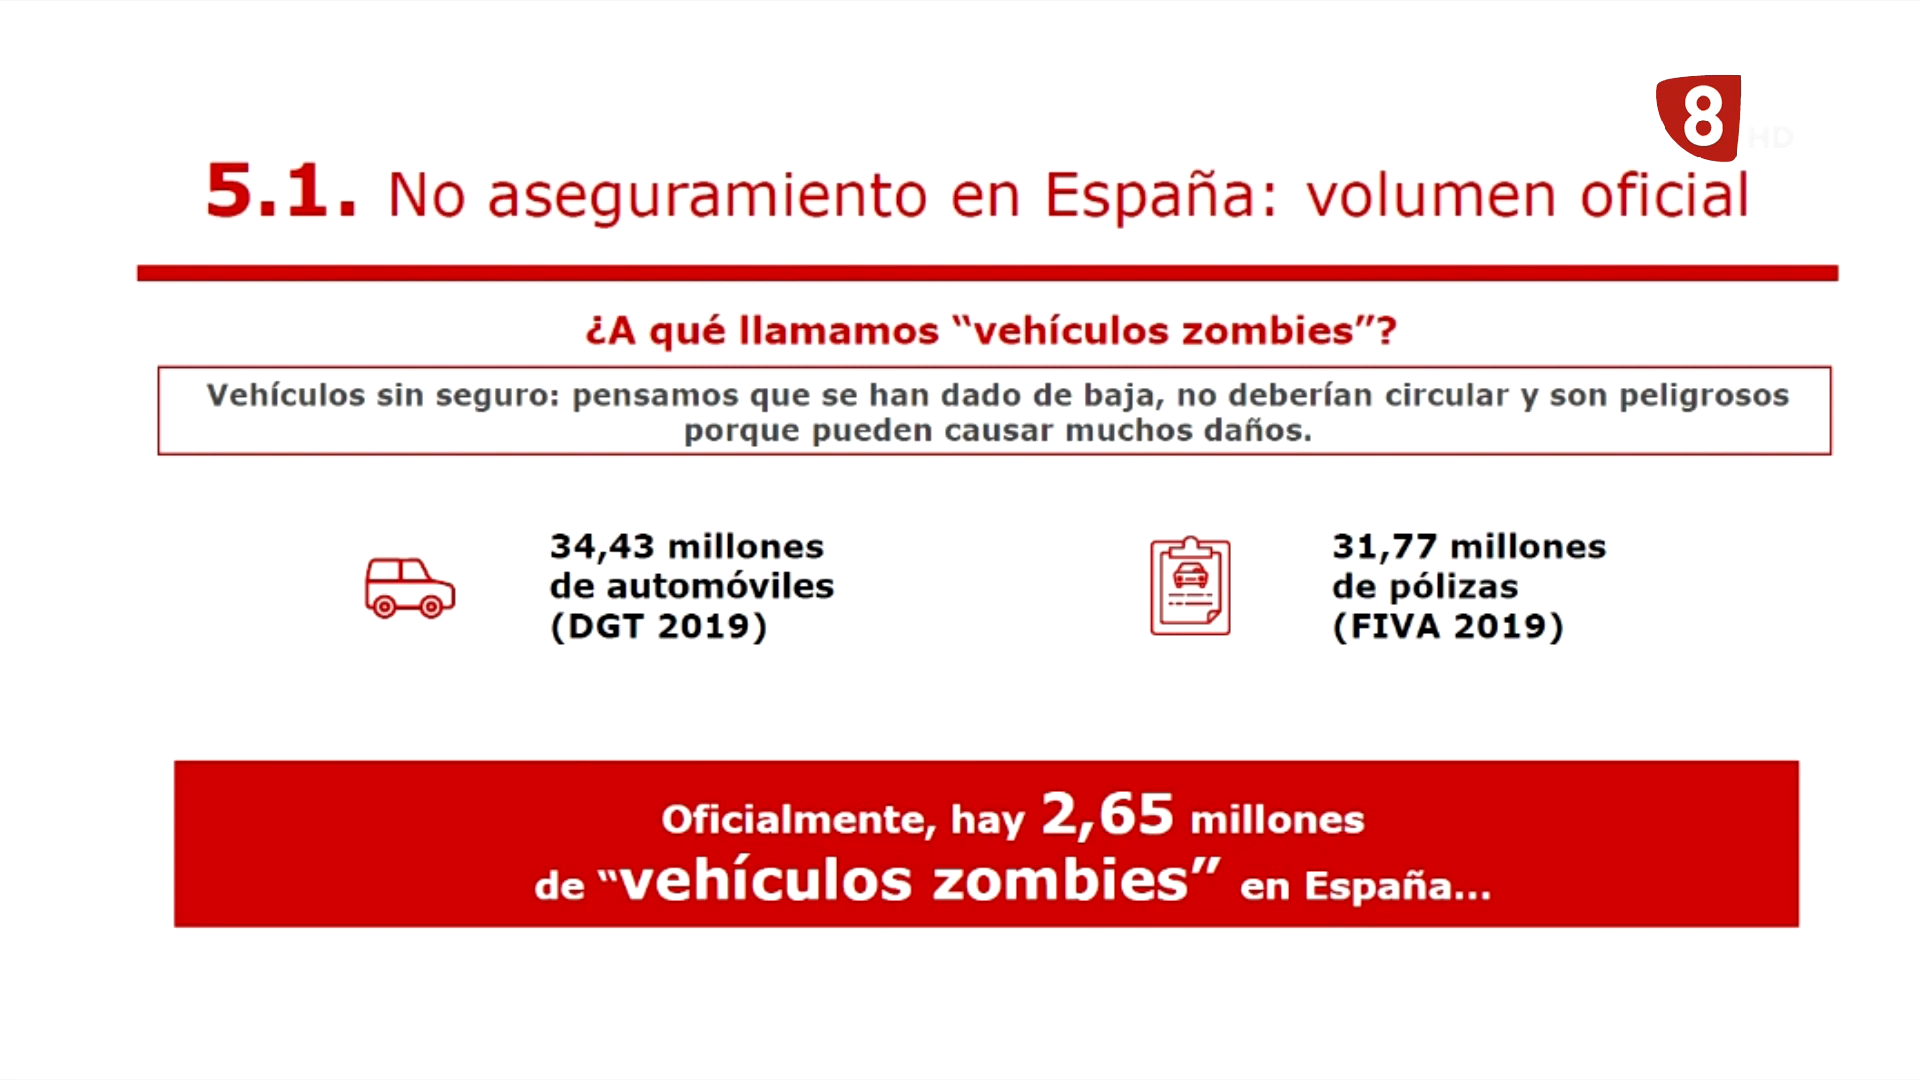 8 HD
5.1. No aseguramiento en España: volumen oficial
¿A qué llamamos “vehículos zombies”?
Vehículos sin seguro: pensamos que se han dado de baja, no deberían circular y son peligrosos
porque pueden causar muchos daños.
34,43 millones
de automóviles
(DGT 2019)
31,77 millones
de pólizas
(FIVA 2019)
Oficialmente, hay 2,65 millones
de “vehículos zombies” en España...